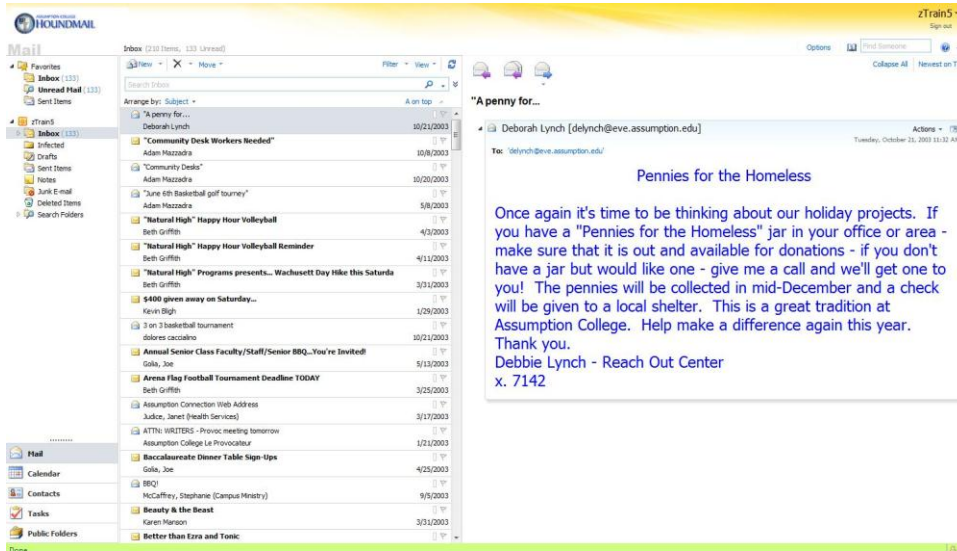 zTrain5
Sign out
ASSUMPTION COLLEGE
HOUNDMAIL
Mail
Inbox (210 Items, 133 Unread)
Options
Find Someone
Favorites
Inbox (133)
Unread Mail (133)
Sent Items
zTrain5
Inbox (133)
Infected
Drafts
Sent Items
Notes
Junk E-mail
Deleted Items
Search Folders
Mail
Calendar
Contacts
Tasks
Public Folders
Done
New Move Filter View
Search Inbox
Arrange by: Subject A on top
"A penny for...
Deborah Lynch 10/21/2003
"Community Desk Workers Needed"
Adam Mazzadra 10/8/2003
"Community Desks"
Adam Mazzadra 10/20/2003
"June 6th Basketball golf tourney"
Adam Mazzadra 5/8/2003
"Natural High" Happy Hour Volleyball
Beth Griffith 4/3/2003
"Natural High" Happy Hour Volleyball Reminder
Beth Griffith 4/11/2003
"Natural High" Programs presents... Wachusett Day Hike this Saturda
Beth Griffith 3/31/2003
$400 given away on Saturday...
Kevin Bligh 1/29/2003
3 on 3 basketball tournament
dolores caccialino 10/21/2003
Annual Senior Class Faculty/Staff/Senior BBQ...You're Invited!
Golia, Joe 5/13/2003
Arena Flag Football Tournament Deadline TODAY
Beth Griffith 3/25/2003
Assumption Connection Web Address
Judice, Janet (Health Services) 3/17/2003
ATTN: WRITERS - Provoc meeting tomorrow
Assumption College Le Provocateur 1/21/2003
Baccalaureate Dinner Table Sign-Ups
Golia, Joe 4/25/2003
BBQ!
McCaffrey, Stephanie (Campus Ministry) 9/5/2003
Beauty & the Beast
Karen Manson 3/31/2003
Better than Ezra and Tonic
Collapse All Newest on T
"A penny for...
Deborah Lynch [delynch@eve.assumption.edu] Actions
Tuesday, October 21, 2003 11:32 AM
To: 'delynch@eve.assumption.edu'
Pennies for the Homeless
Once again it's time to be thinking about our holiday projects. If
you have a "Pennies for the Homeless" jar in your office or area -
make sure that it is out and available for donations - if you don't
have a jar but would like one - give me a call and we'll get one to
you! The pennies will be collected in mid-December and a check
will be given to a local shelter. This is a great tradition at
Assumption College. Help make a difference again this year.
Thank you.
Debbie Lynch - Reach Out Center
x. 7142